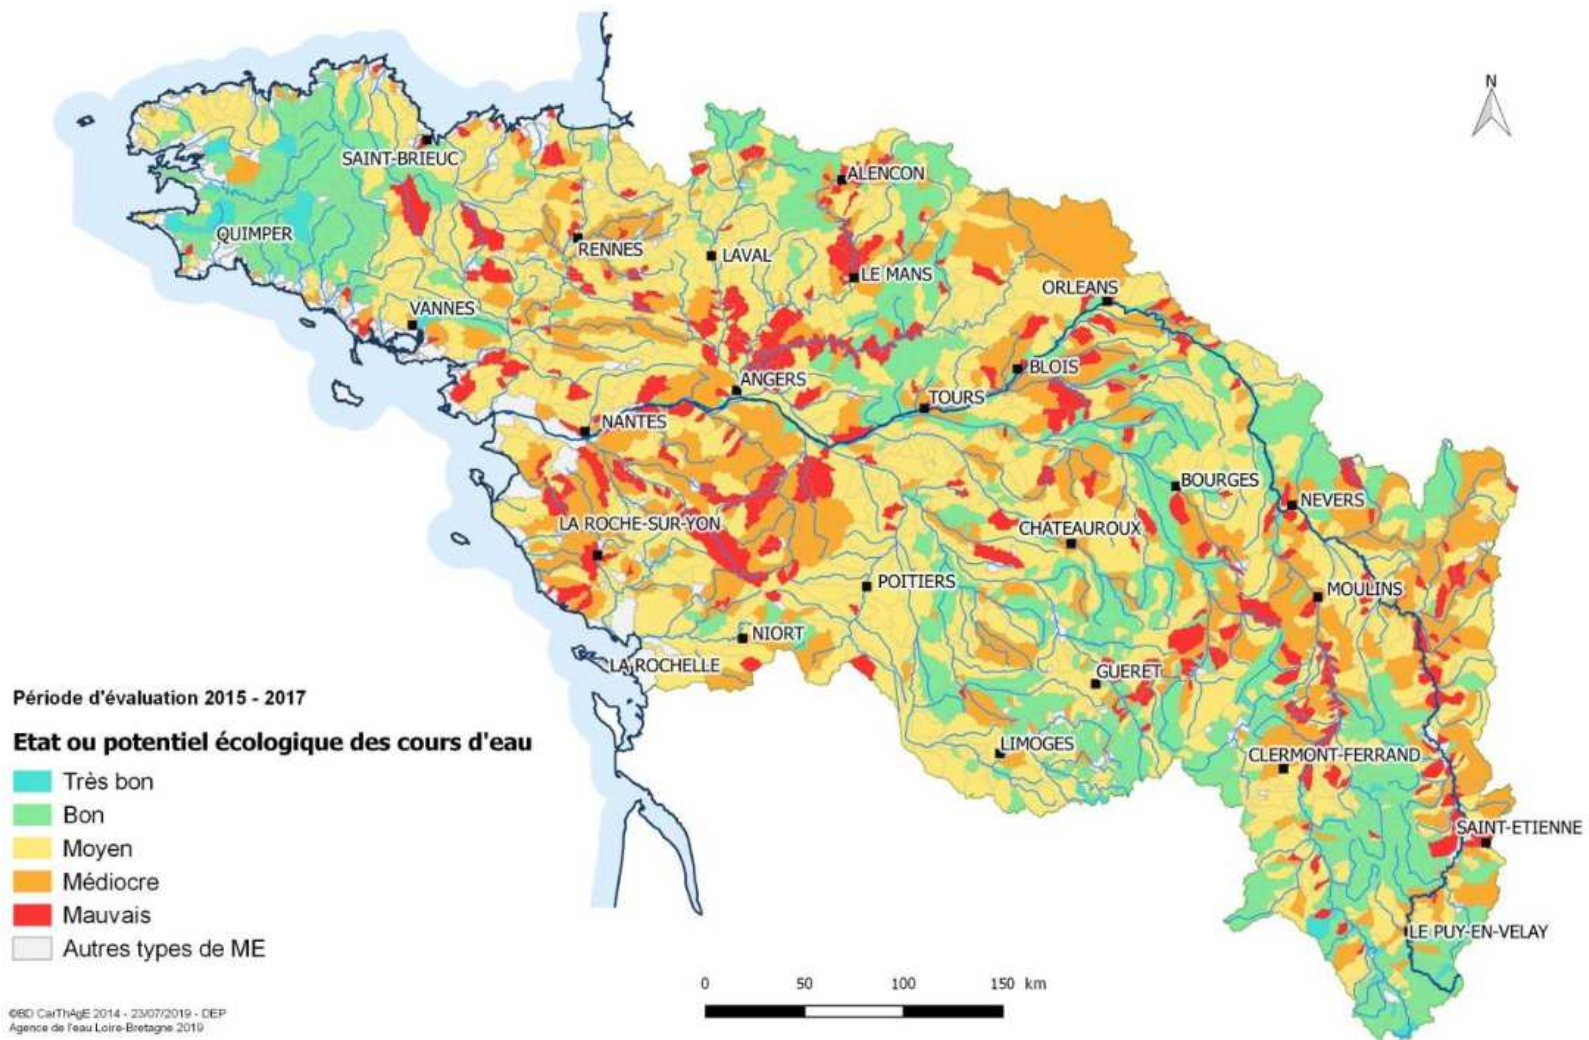 N
SAINT-BRIEUC
ALENCON
QUIMPER
RENNES
LAVAL
LE MANS
ORLEANS
VANNES
BLOIS
ANGERS
TOURS
NANTES
BOURGES
NEVERS
LA ROCHE-SUR-YON
CHATEAUROUX
POITIERS
MOULINS
NIORT
LA ROCHELLE
GUERET
LIMOGES
CLERMONT-FERRAND
SAINT-ETIENNE
LE PUY-EN-VELAY
Période d'évaluation 2015 - 2017
Etat ou potentiel écologique des cours d'eau
Très bon
Bon
Moyen
Médiocre
Mauvais
Autres types de ME
0 50 100 150 km
©BD CarThAgE 2014 - 23/07/2019 - DEP
Agence de l'eau Loire-Bretagne 2019